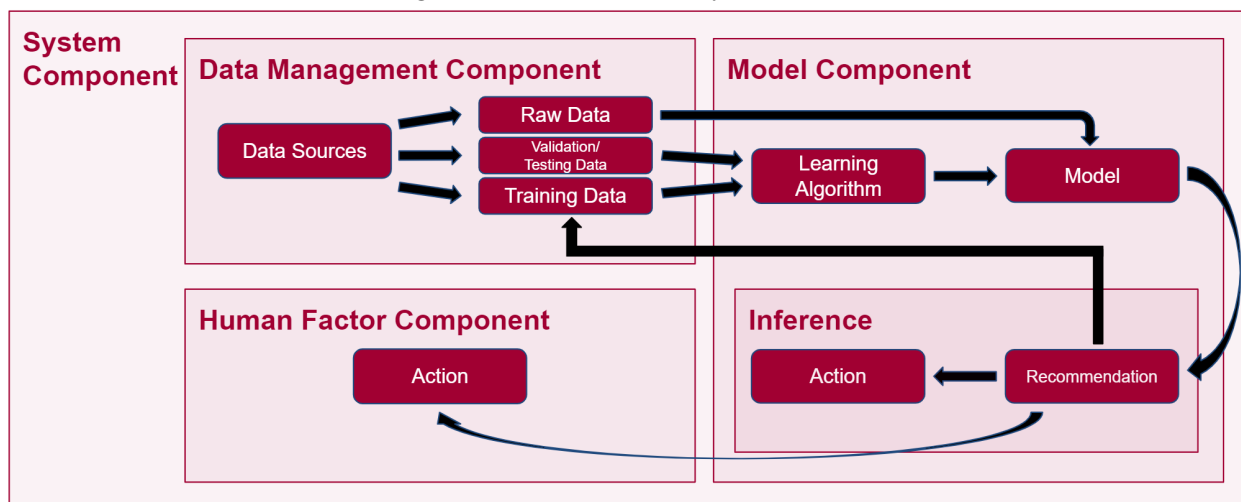 System
Component
Data Management Component
Data Sources
Raw Data
Validation/
Testing Data
Training Data
Model Component
Learning
Algorithm
Model
Human Factor Component
Action
Inference
Action
Recommendation